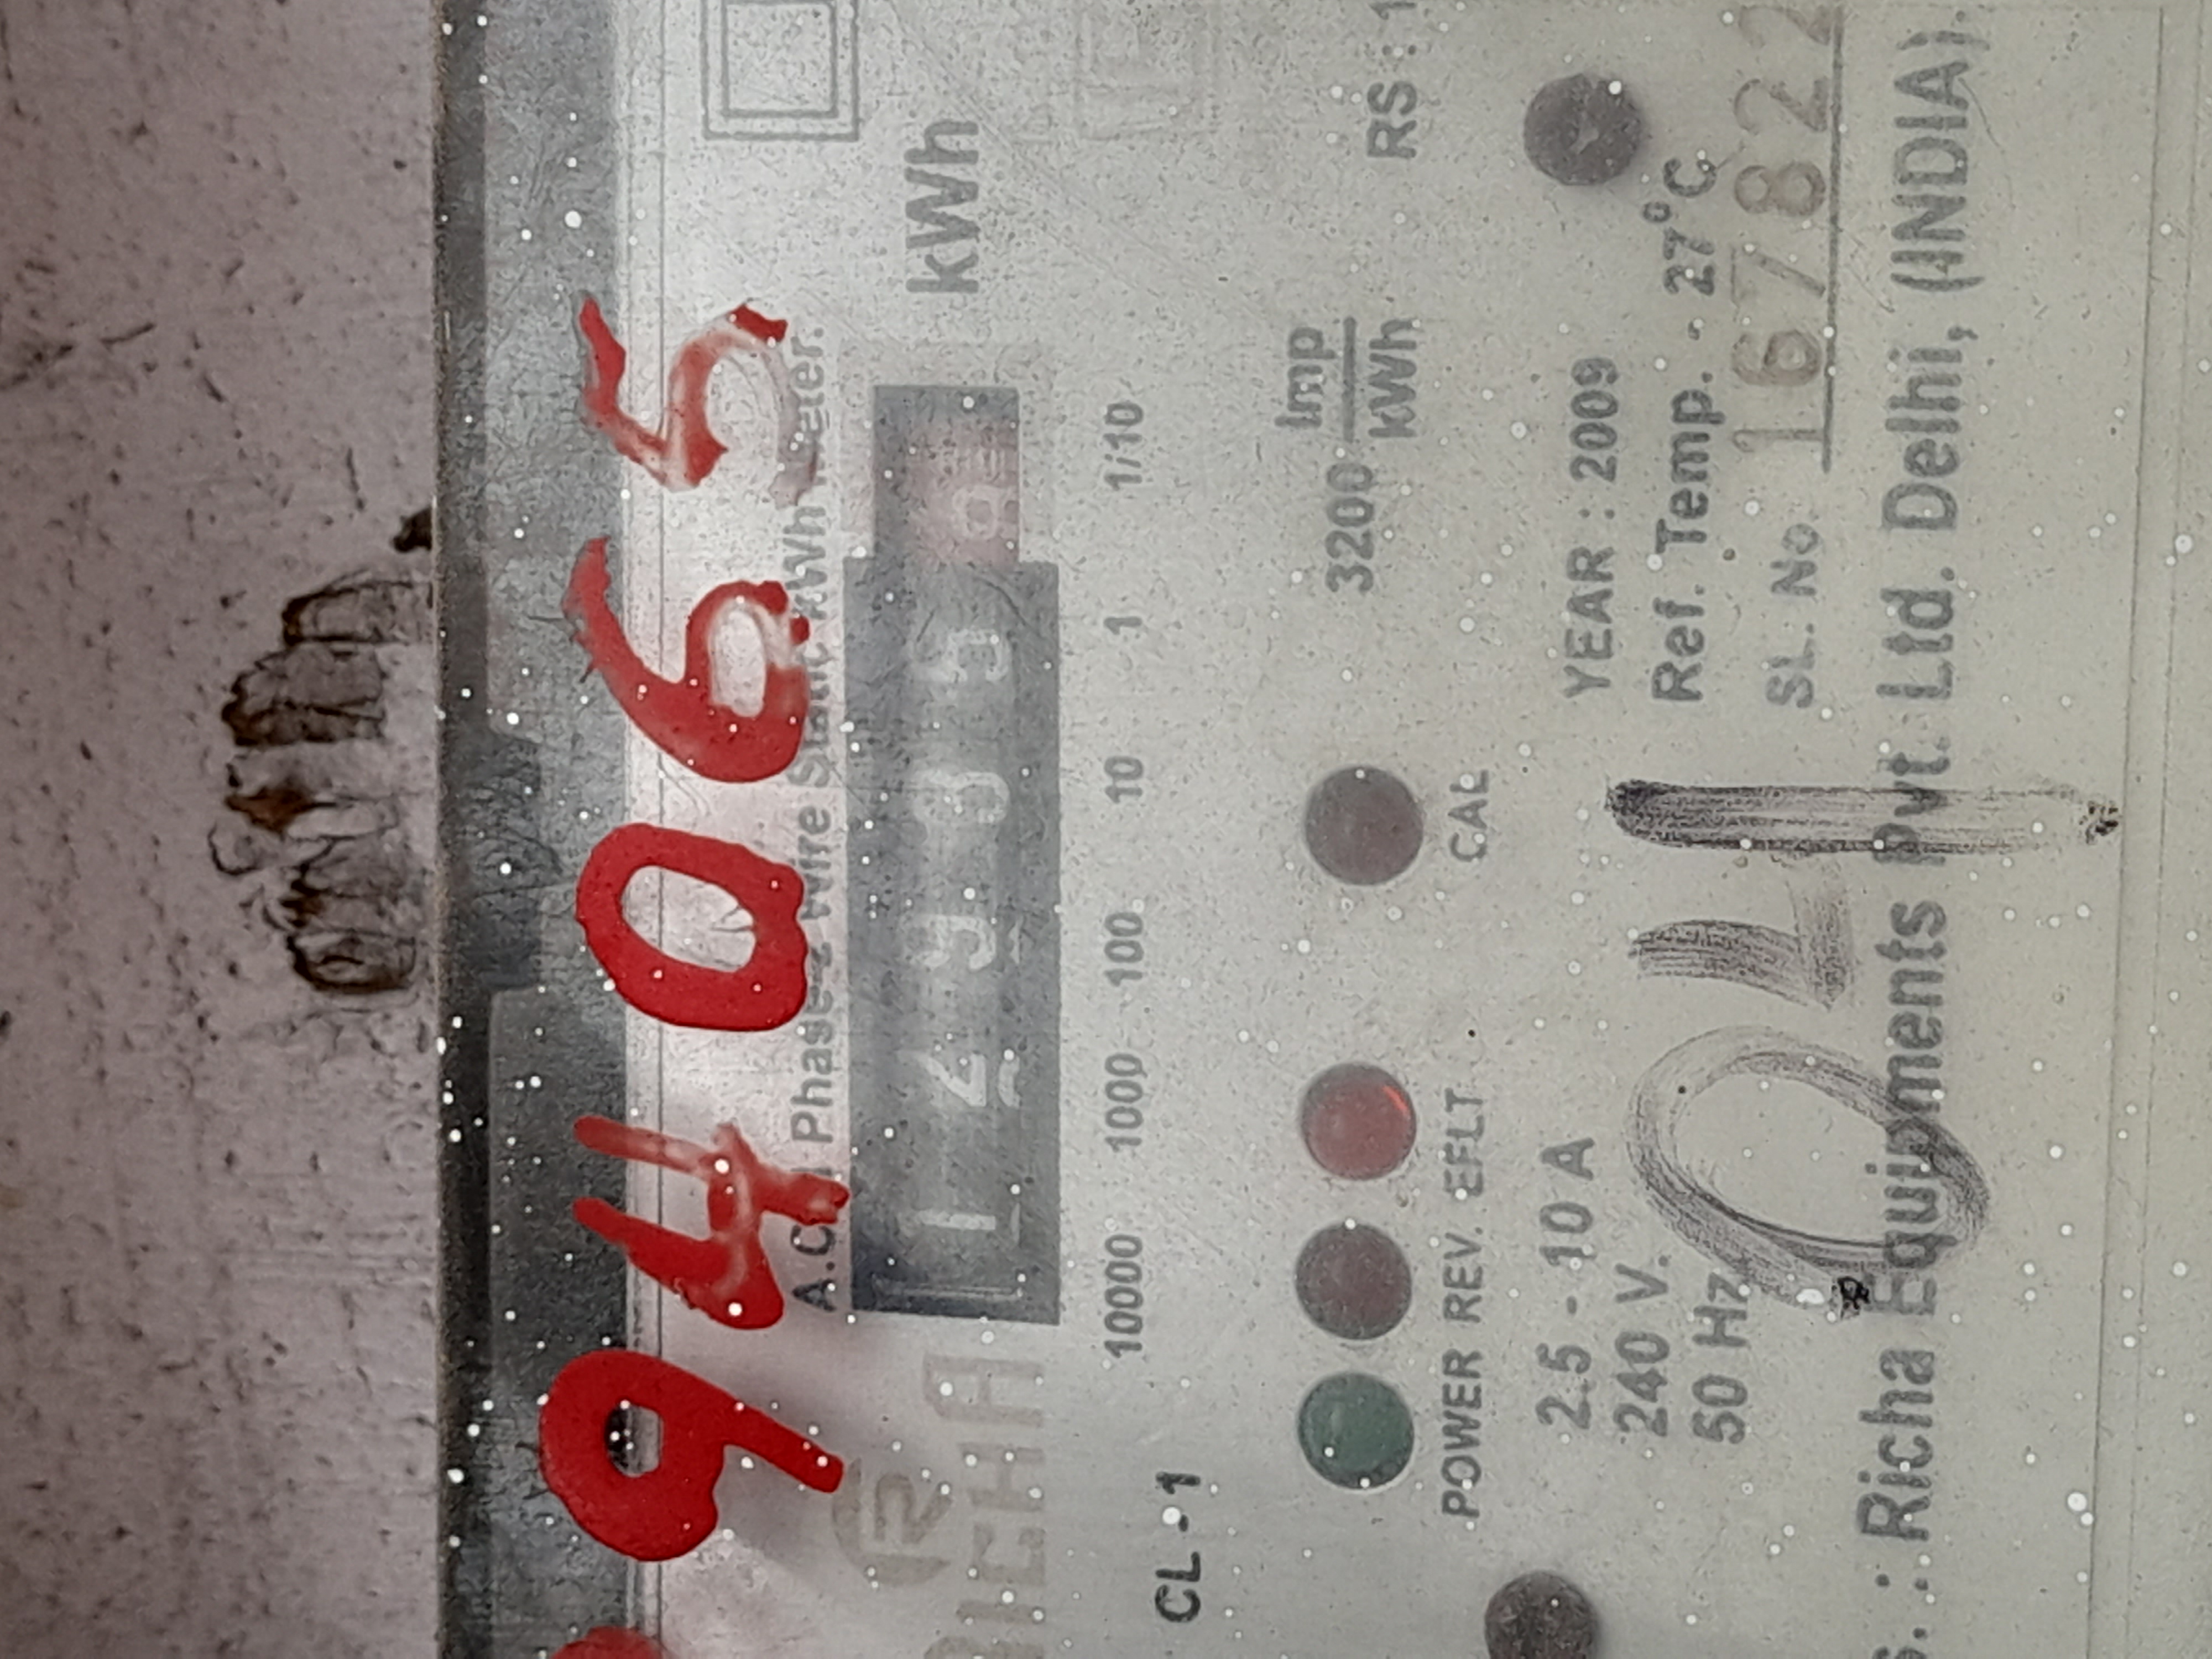 94065
A.C. Phase 2 Wire Static kWh Meter.
RICHA
kWh
10000 1000 100 10 1 1/10
CL - 1
3200 Imp
kWh
POWER REV. EFLT
CAL
2.5 - 10 A
240 V.
50 Hz
YEAR : 2009
Ref. Temp. - 27°C
SL. No. 167822
Richa Equipments Pvt. Ltd. Delhi, (INDIA).